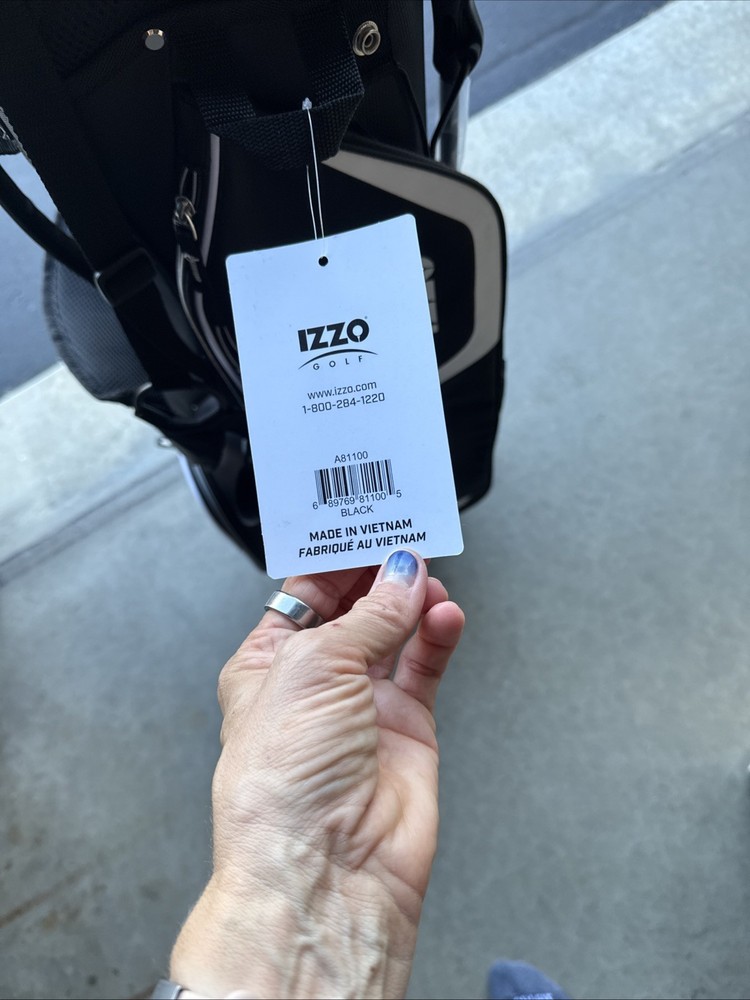 IZZO
GOLF
www.izzo.com
1-800-284-1220
A81100
6 89769 81100 5
BLACK
MADE IN VIETNAM
FABRIQUÉ AU VIETNAM